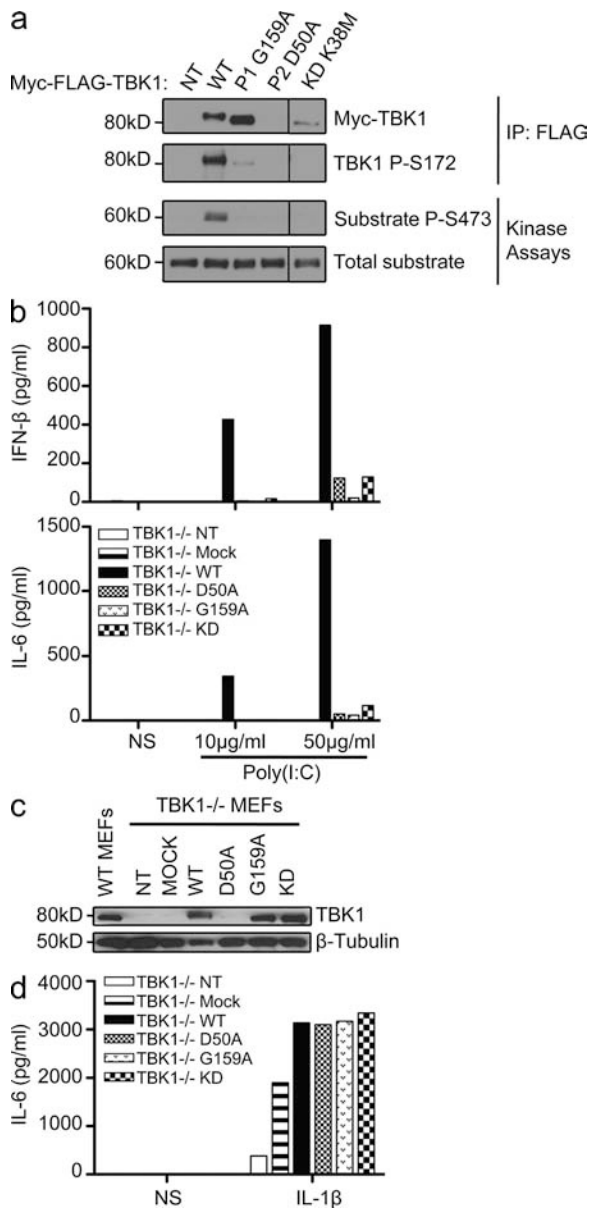 a
Myc-FLAG-TBK1: NT WT P1 G159A P2 D50A KD K38M
80kD Myc-TBK1
80kD TBK1 P-S172
IP: FLAG
60kD Substrate P-S473
60kD Total substrate
Kinase Assays
b
IFN-β (pg/ml)
1000
800
600
400
200
0
IL-6 (pg/ml)
1500
1000
500
0
TBK1-/- NT
TBK1-/- Mock
TBK1-/- WT
TBK1-/- D50A
TBK1-/- G159A
TBK1-/- KD
NS 10µg/ml 50µg/ml
Poly(I:C)
c
TBK1-/- MEFs
WT MEFs NT MOCK WT D50A G159A KD
80kD TBK1
50kD β-Tubulin
d
IL-6 (pg/ml)
4000
3000
2000
1000
0
TBK1-/- NT
TBK1-/- Mock
TBK1-/- WT
TBK1-/- D50A
TBK1-/- G159A
TBK1-/- KD
NS IL-1β